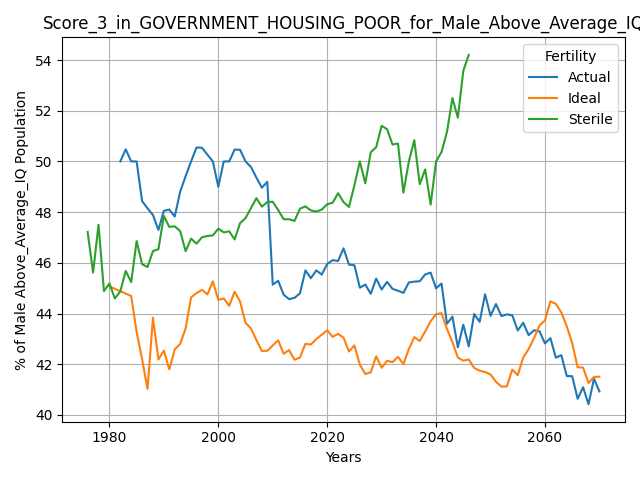 Score_3_in_GOVERNMENT_HOUSING_POOR_for_Male_Above_Average_IQ
% of Male Above_Average_IQ Population
54
52
50
48
46
44
42
40
Fertility
Actual
Ideal
Sterile
1980
2000
2020
2040
2060
Years